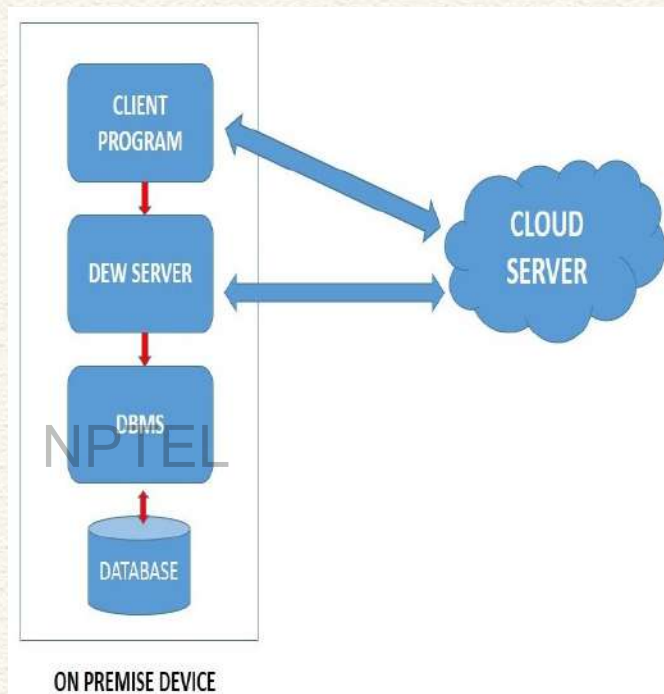 CLIENT
PROGRAM
DEW SERVER
DBMS
NPTEL
DATABASE
CLOUD
SERVER
ON PREMISE DEVICE